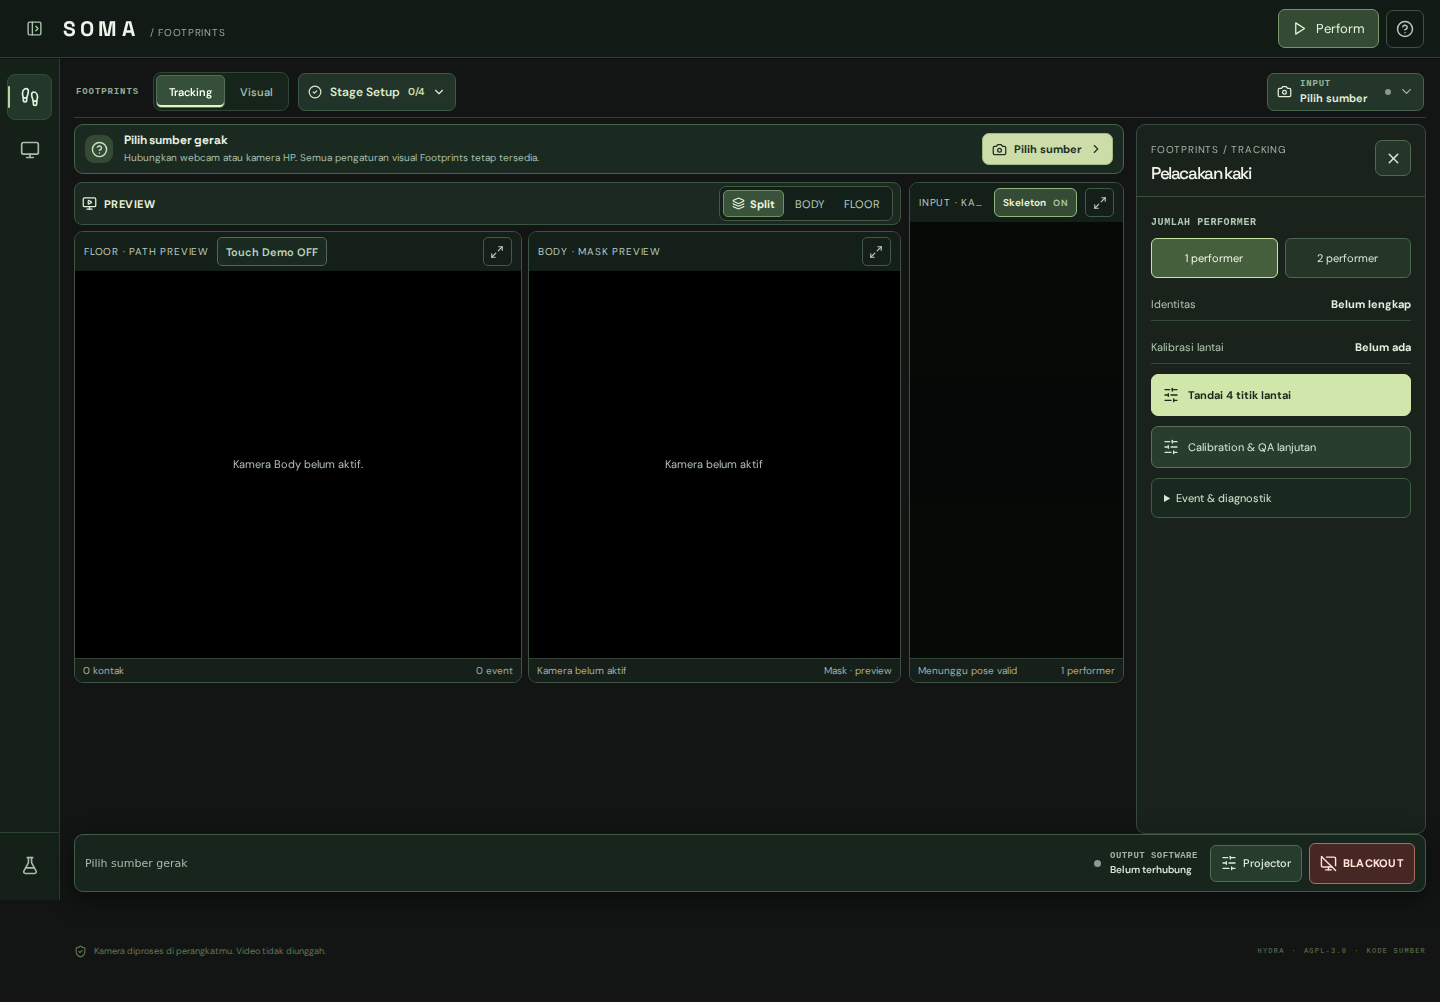 SOMA / FOOTPRINTS
Perform
FOOTPRINTS
Tracking
Visual
Stage Setup 0/4
INPUT
Pilih sumber
Pilih sumber gerak
Hubungkan webcam atau kamera HP. Semua pengaturan visual Footprints tetap tersedia.
Pilih sumber
PREVIEW
Split
BODY
FLOOR
INPUT · KA...
Skeleton ON
FLOOR · PATH PREVIEW
Touch Demo OFF
BODY · MASK PREVIEW
Kamera Body belum aktif.
Kamera belum aktif
0 kontak
0 event
Kamera belum aktif
Mask · preview
Menunggu pose valid
1 performer
FOOTPRINTS / TRACKING
Pelacakan kaki
JUMLAH PERFORMER
1 performer
2 performer
Identitas
Belum lengkap
Kalibrasi lantai
Belum ada
Tandai 4 titik lantai
Calibration & QA lanjutan
Event & diagnostik
Pilih sumber gerak
OUTPUT SOFTWARE
Belum terhubung
Projector
BLACKOUT
Kamera diproses di perangkatmu. Video tidak diunggah.
HYDRA · AGPL-3.0 · KODE SUMBER